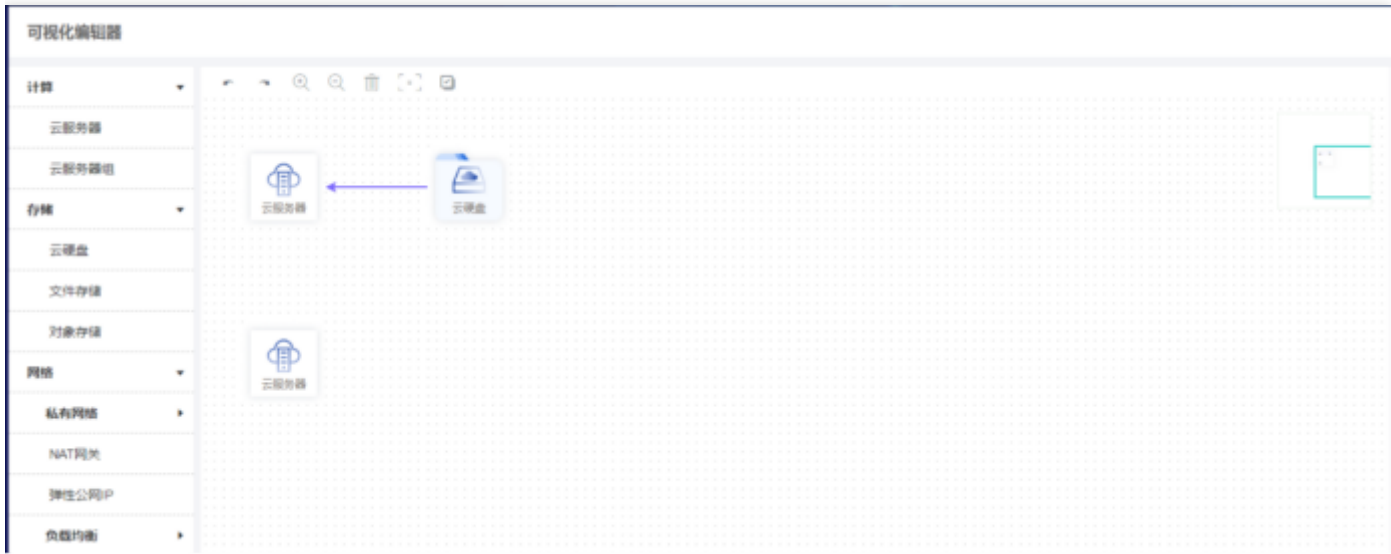 可视化编辑器
计算
云服务器
云服务器组
存储
云硬盘
文件存储
对象存储
网络
私有网络
NAT网关
弹性公网IP
负载均衡
云服务器
云硬盘
云服务器